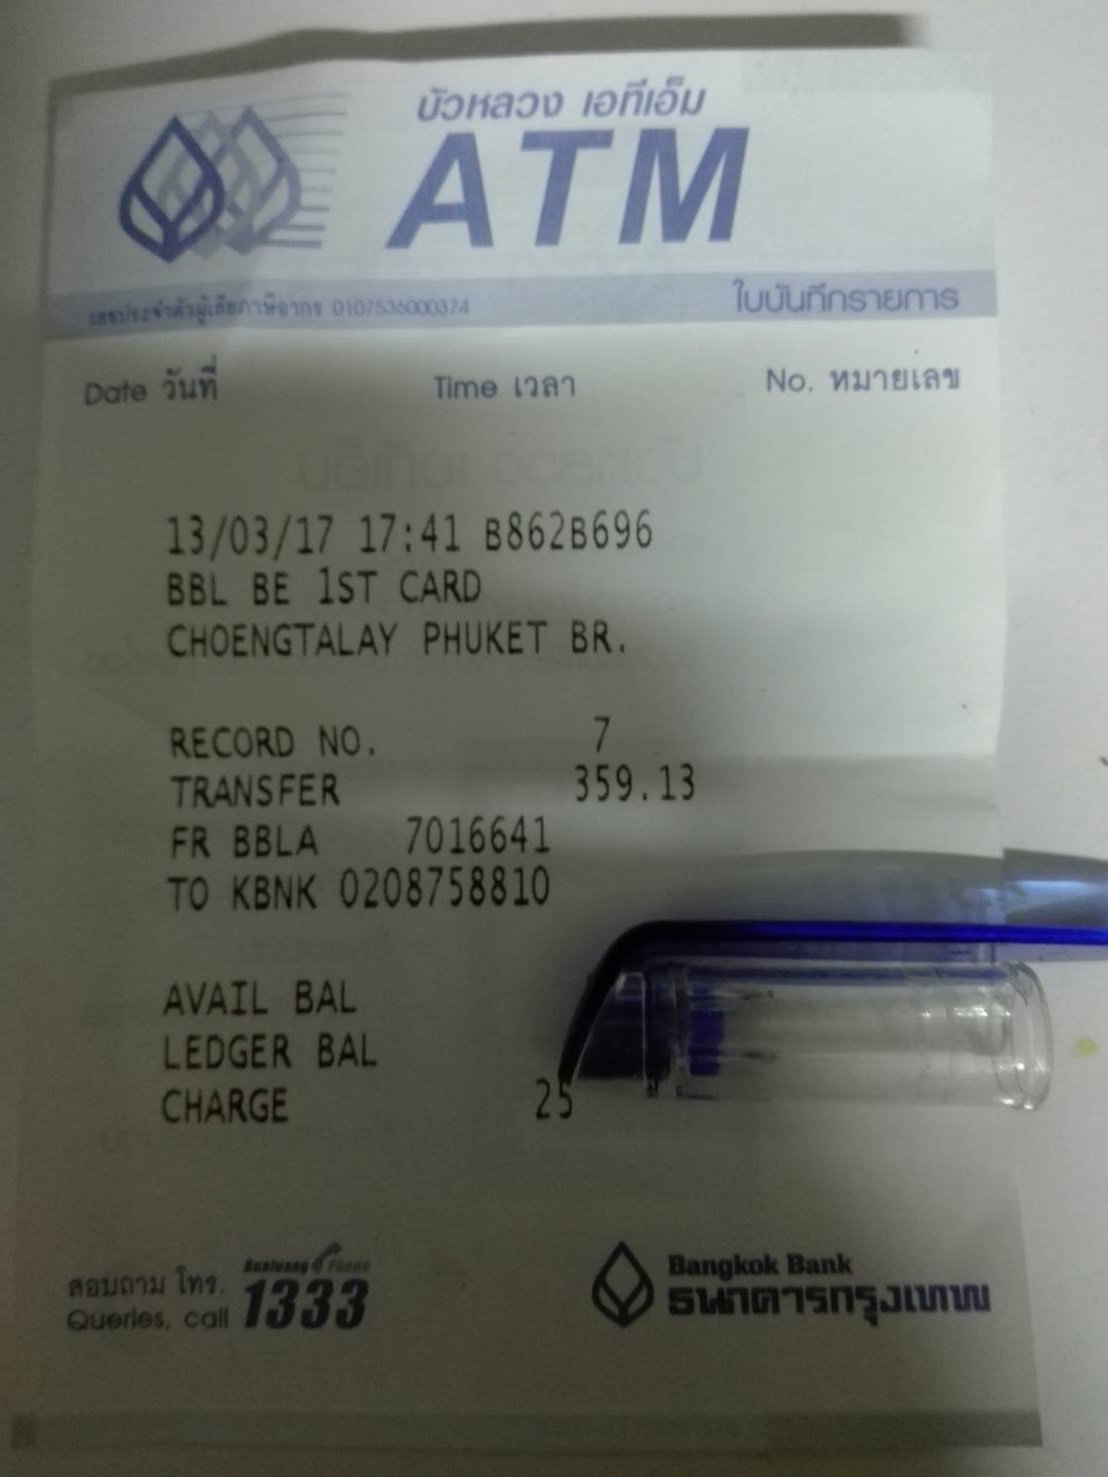 บัวหลวง เอทีเอ็ม
ATM
เลขประจำตัวผู้เสียภาษีอากร 0107536000374
ใบบันทึกรายการ
Date วันที่ Time เวลา No. หมายเลข
13/03/17 17:41 B862B696
BBL BE 1ST CARD
CHOENGTALAY PHUKET BR.
RECORD NO. 7
TRANSFER 359.13
FR BBLA 7016641
TO KBNK 0208758810
AVAIL BAL
LEDGER BAL
CHARGE 25
สอบถาม โทร.
Queries, call
Bualuang Phone
1333
Bangkok Bank
ธนาคารกรุงเทพ